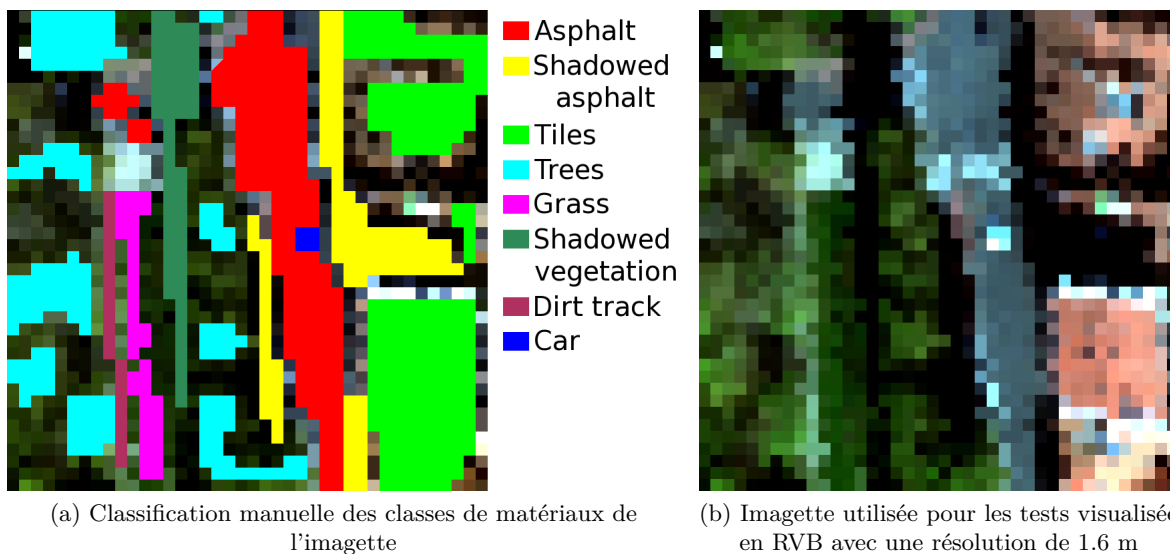 Asphalt
Shadowed
asphalt
Tiles
Trees
Grass
Shadowed
vegetation
Dirt track
Car
(a) Classification manuelle des classes de matériaux de
l'imagette
(b) Imagette utilisée pour les tests visualisée
en RVB avec une résolution de 1.6 m